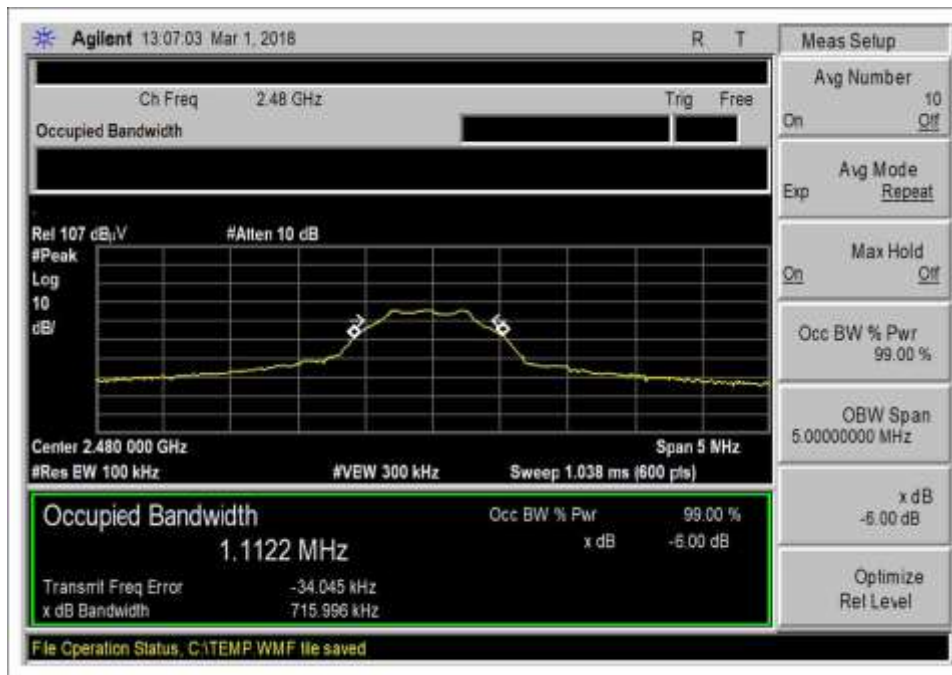 Agilent 13:07:03 Mar 1, 2018 R T
Ch Freq 2.48 GHz Trig Free
Occupied Bandwidth
Ref 107 dBµV #Atten 10 dB
#Peak
Log
10
dB/
Center 2.480 000 GHz Span 5 MHz
#Res BW 100 kHz #VBW 300 kHz Sweep 1.038 ms (600 pts)
Occupied Bandwidth Occ BW % Pwr 99.00 %
1.1122 MHz x dB -6.00 dB
Transmit Freq Error -34.045 kHz
x dB Bandwidth 715.996 kHz
File Operation Status, C:\TEMP.WMF file saved
Meas Setup
Avg Number
10
On Off
Avg Mode
Exp Repeat
Max Hold
On Off
Occ BW % Pwr
99.00 %
OBW Span
5.00000000 MHz
x dB
-6.00 dB
Optimize
Ref Level